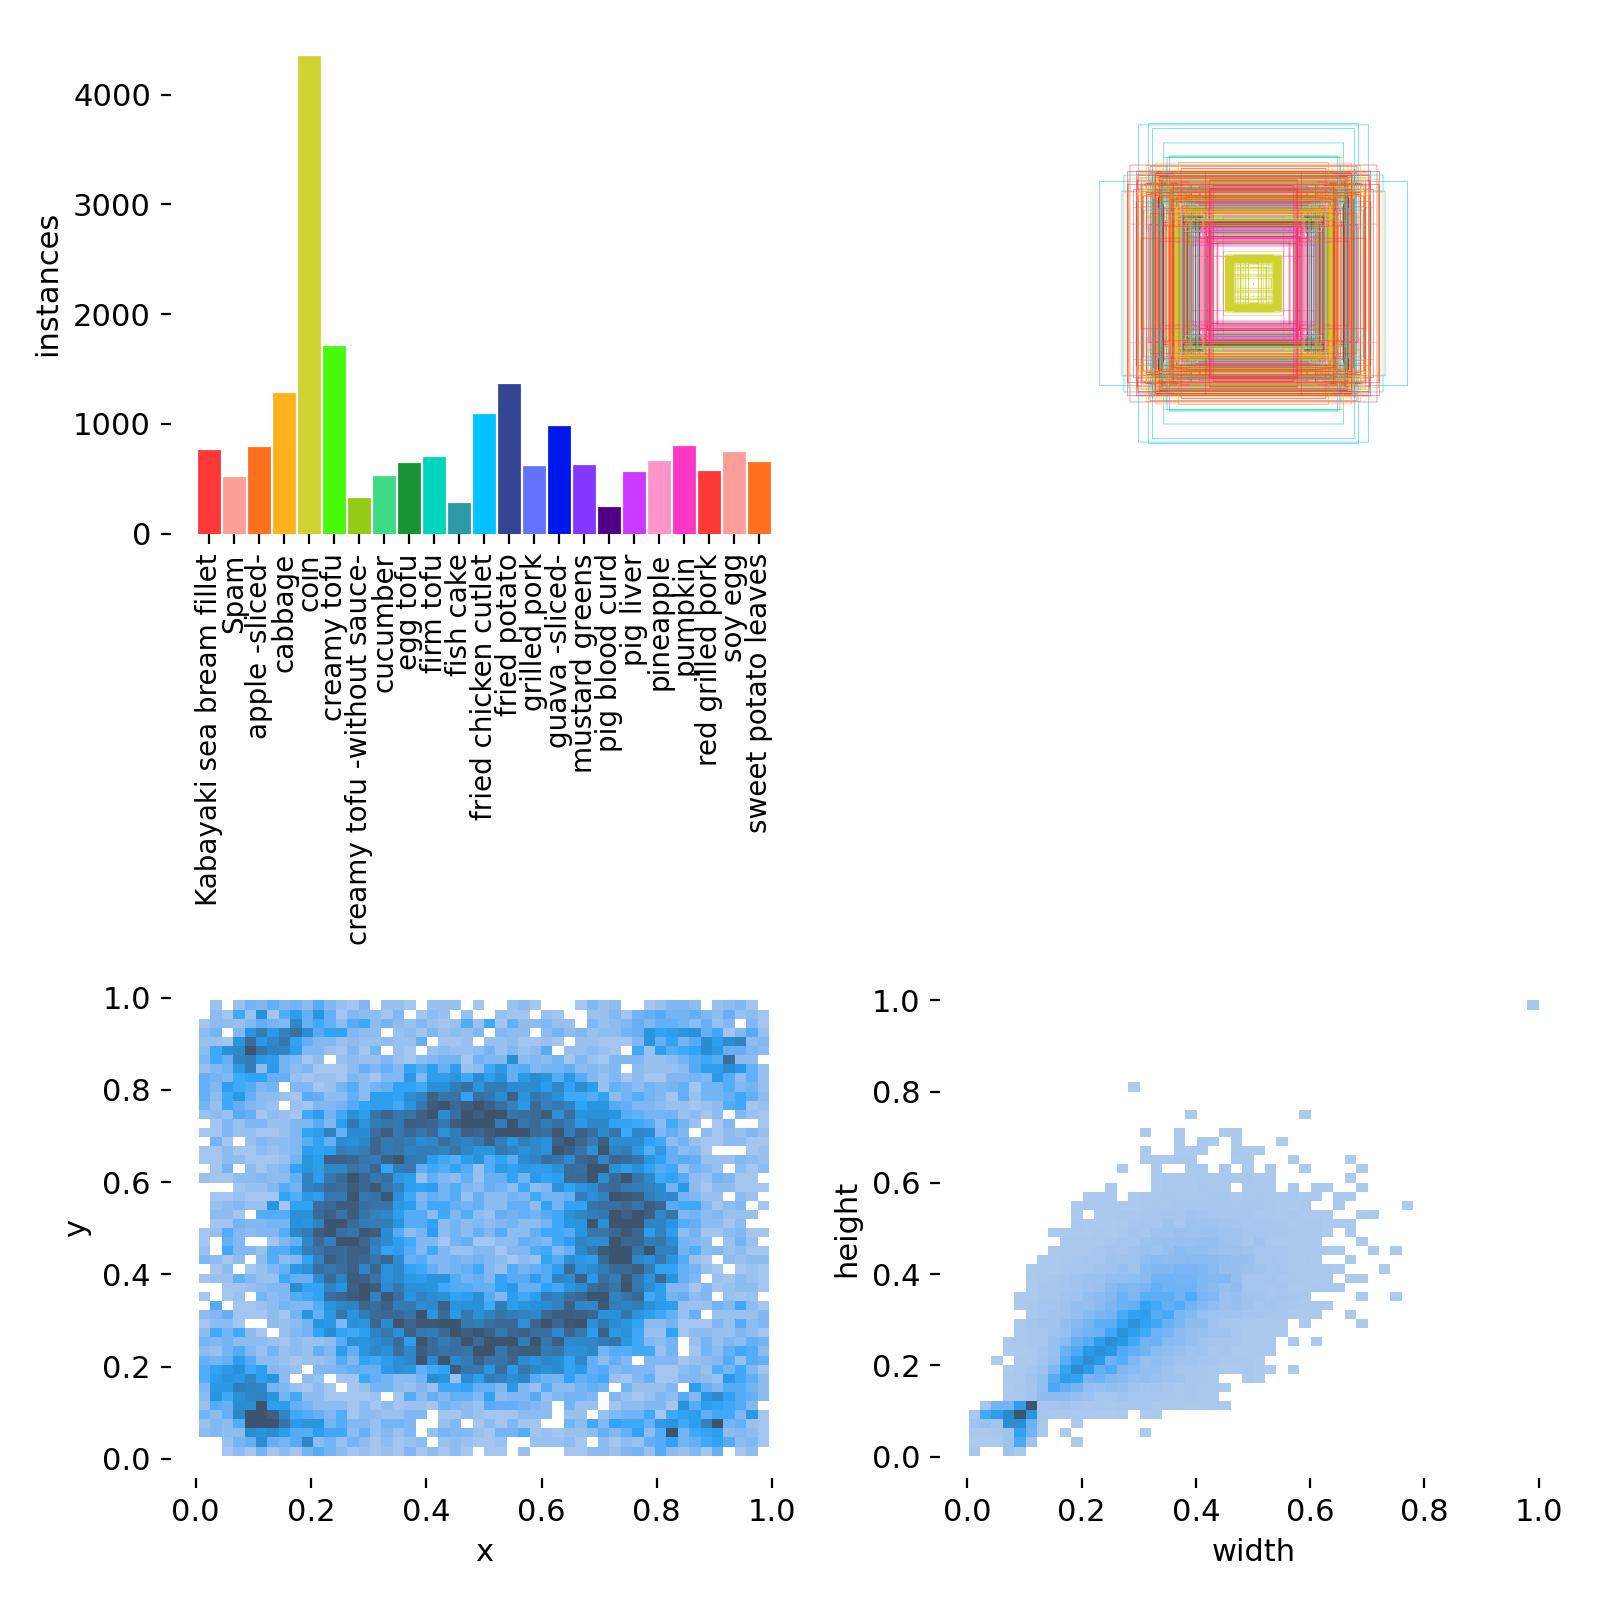 4000
3000
2000
1000
0
instances
Kabayaki sea bream fillet
Spam
apple -sliced-
cabbage
coin
creamy tofu
creamy tofu -without sauce-
cucumber
egg tofu
firm tofu
fish cake
fried chicken cutlet
fried potato
grilled pork
guava -sliced-
mustard greens
pig blood curd
pig liver
pineapple
pumpkin
red grilled pork
soy egg
sweet potato leaves
1.0
0.8
0.6
0.4
0.2
0.0
y
0.0 0.2 0.4 0.6 0.8 1.0
x
1.0
0.8
0.6
0.4
0.2
0.0
height
0.0 0.2 0.4 0.6 0.8 1.0
width